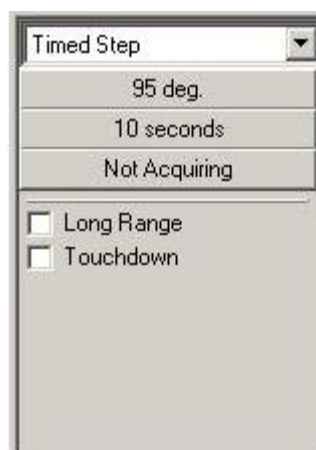 Timed Step
95 deg.
10 seconds
Not Acquiring
Long Range
Touchdown